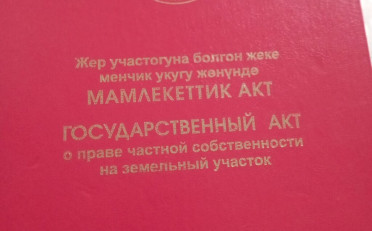 Жер участогуна болгон жеке
менчик укугу жөнүндө
МАМЛЕКЕТТИК АКТ
ГОСУДАРСТВЕННЫЙ АКТ
о праве частной собственности
на земельный участок